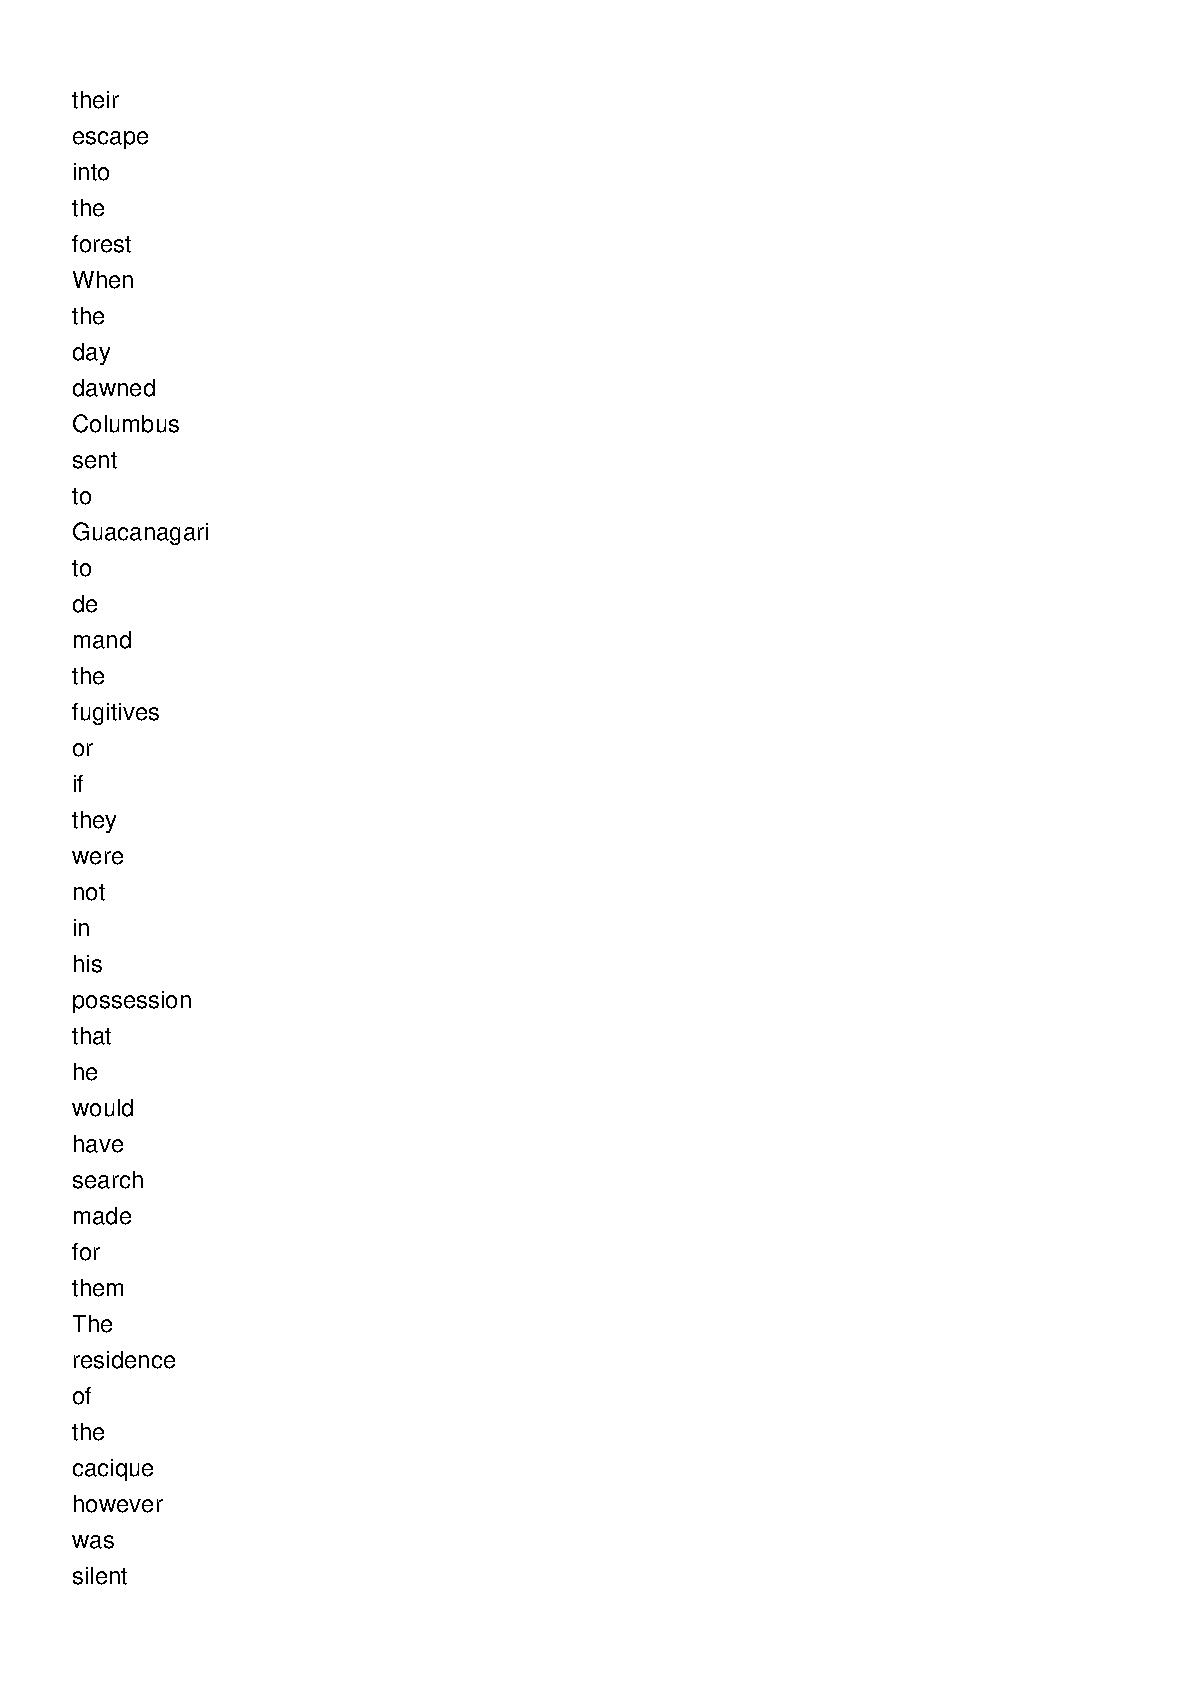 their
escape
into
the
forest
When
the
day
dawned
Columbus
sent
to
Guacanagari
to
de
mand
the
fugitives
or
if
they
were
not
in
his
possession
that
he
would
have
search
made
for
them
The
residence
of
the
cacique
however
was
silent